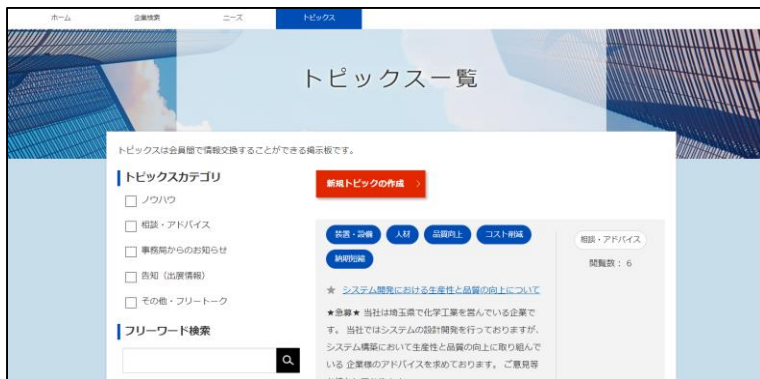 ホーム
企業検索
ニーズ
トピックス
トピックス一覧
トピックスは会員間で情報交換することができる掲示板です。
トピックスカテゴリ
ノウハウ
相談・アドバイス
事務局からのお知らせ
告知（出展情報）
その他・フリートーク
フリーワード検索
新規トピックの作成
装置・設備
人材
品質向上
コスト削減
納期短縮
★ システム開発における生産性と品質の向上について
★急募★ 当社は埼玉県で化学工業を営んでいる企業で
す。 当社ではシステムの設計開発を行っておりますが、
システム構築において生産性と品質の向上に取り組んで
いる 企業様のアドバイスを求めております。 ご意見等
相談・アドバイス
閲覧数： 6